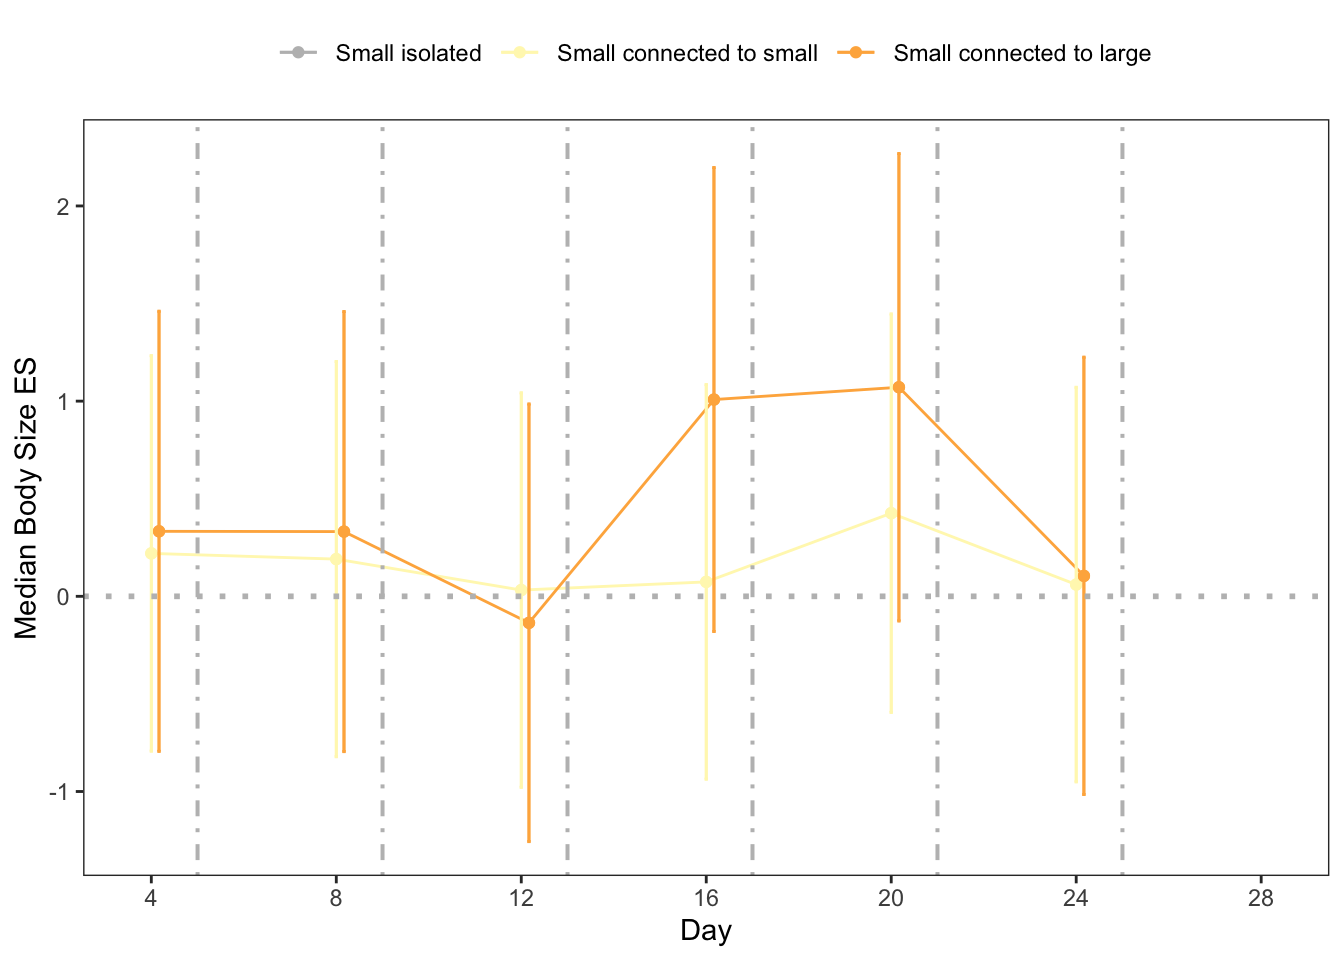 Small isolated Small connected to small Small connected to large
Median Body Size ES
2
1
0
-1
4 8 12 16 20 24 28
Day